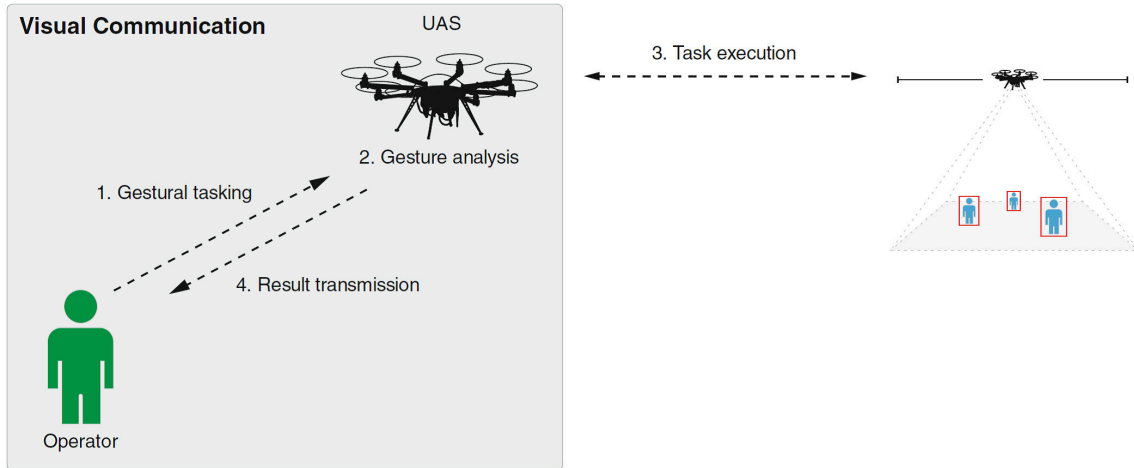 Visual Communication
UAS
3. Task execution
2. Gesture analysis
1. Gestural tasking
4. Result transmission
Operator